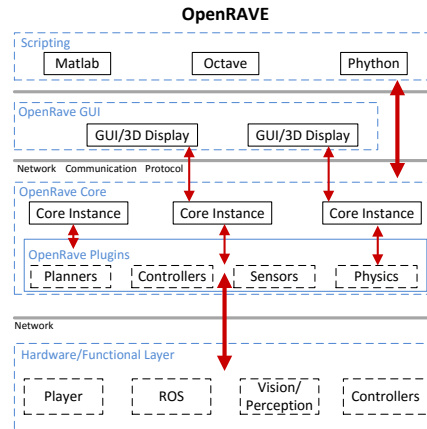 OpenRAVE
Scripting
Matlab Octave Phython
OpenRave GUI
GUI/3D Display GUI/3D Display
Network Communication Protocol
OpenRave Core
Core Instance Core Instance Core Instance
OpenRave Plugins
Planners Controllers Sensors Physics
Network
Hardware/Functional Layer
Player ROS Vision/
Perception Controllers